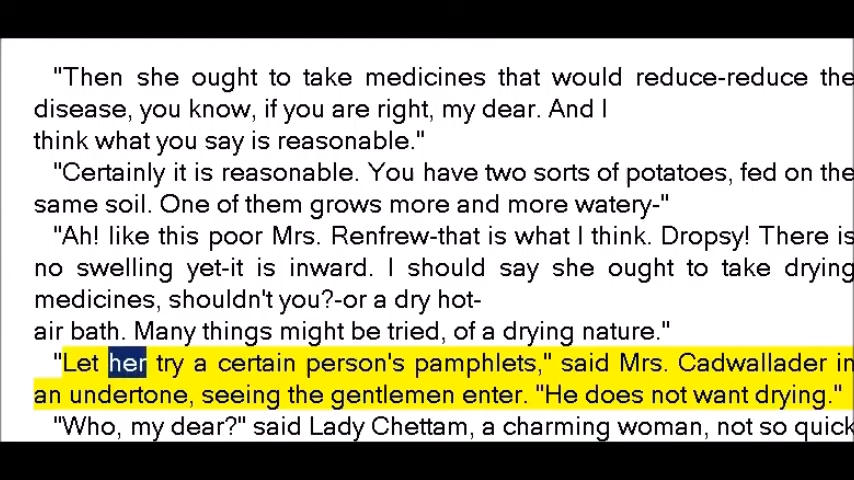 "Then she ought to take medicines that would reduce-reduce the
disease, you know, if you are right, my dear. And I
think what you say is reasonable."
"Certainly it is reasonable. You have two sorts of potatoes, fed on the
same soil. One of them grows more and more watery-"
"Ah! like this poor Mrs. Renfrew-that is what I think. Dropsy! There is
no swelling yet-it is inward. I should say she ought to take drying
medicines, shouldn't you?-or a dry hot-
air bath. Many things might be tried, of a drying nature."
"Let her try a certain person's pamphlets," said Mrs. Cadwallader in
an undertone, seeing the gentlemen enter. "He does not want drying."
"Who, my dear?" said Lady Chettam, a charming woman, not so quick